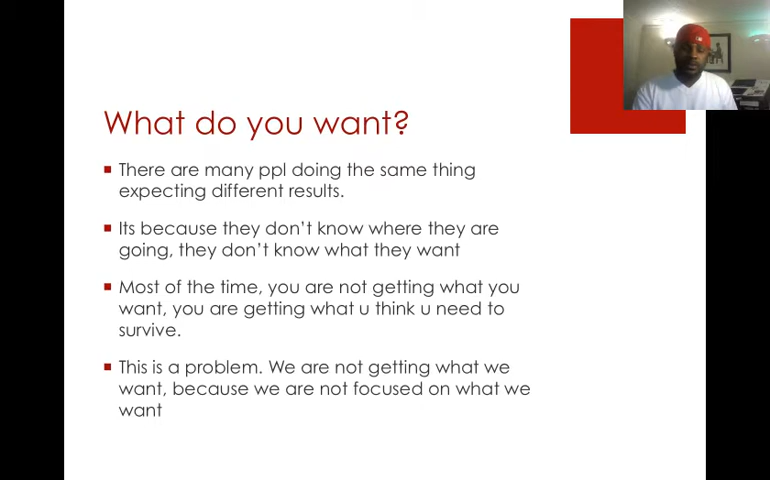 What do you want?
There are many ppl doing the same thing
expecting different results.
Its because they don't know where they are
going, they don't know what they want
Most of the time, you are not getting what you
want, you are getting what u think u need to
survive.
This is a problem. We are not getting what we
want, because we are not focused on what we
want